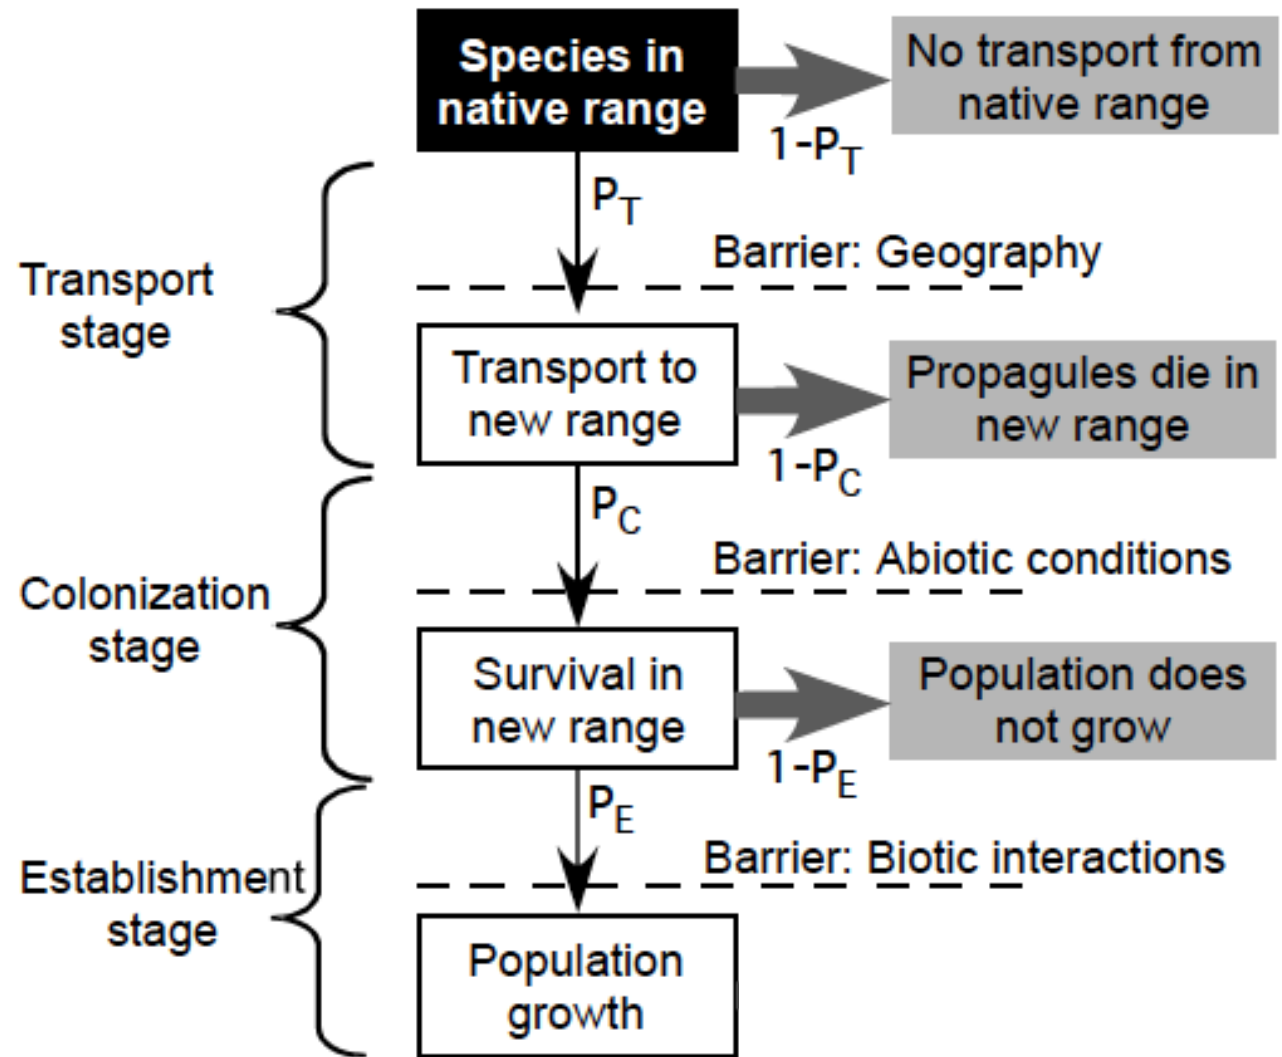 Species in
native range
No transport from
native range
1-PT
PT
Barrier: Geography
Transport
stage
Transport to
new range
Propagules die in
new range
1-PC
PC
Barrier: Abiotic conditions
Colonization
stage
Survival in
new range
Population does
not grow
1-PE
PE
Barrier: Biotic interactions
Establishment
stage
Population
growth